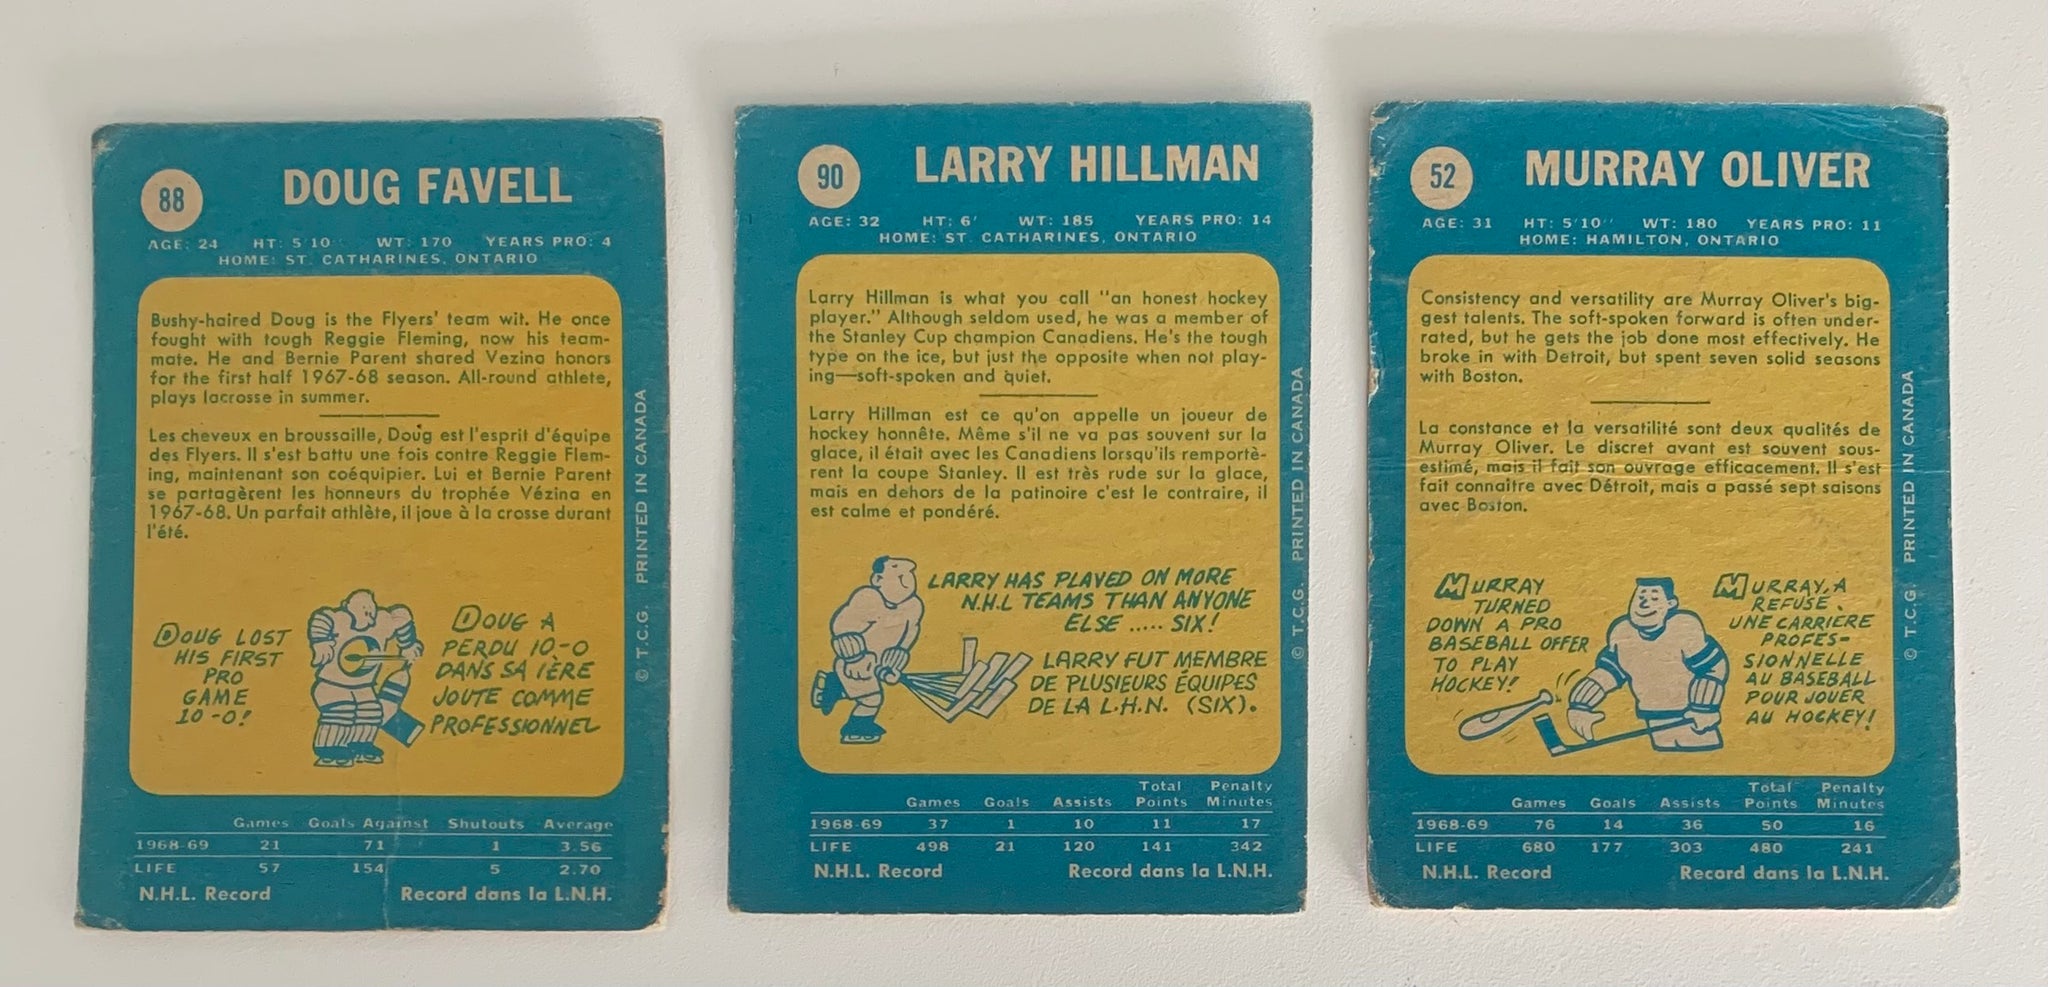 88
DOUG FAVELL
AGE: 24 HT: 5'10" WT: 170 YEARS PRO: 4
HOME: ST. CATHARINES, ONTARIO
Bushy-haired Doug is the Flyers' team wit. He once
fought with tough Reggie Fleming, now his team-
mate. He and Bernie Parent shared Vezina honors
for the first half 1967-68 season. All-round athlete,
plays lacrosse in summer.
Les cheveux en broussaille, Doug est l'esprit d'équipe
des Flyers. Il s'est battu une fois contre Reggie Flem-
ing, maintenant son coéquipier. Lui et Bernie Parent
se partagèrent les honneurs du trophée Vézina en
1967-68. Un parfait athlète, il joue à la crosse durant
l'été.
DOUG LOST
HIS FIRST
PRO
GAME
10-0!
DOUG A
PERDU 10-0
DANS SA 1ÈRE
JOUTE COMME
PROFESSIONNEL
© T.C.G. PRINTED IN CANADA
Games Goals Against Shutouts Average
1968-69 21 71 1 3.56
LIFE 57 154 5 2.70
N.H.L. Record Record dans la L.N.H.
90
LARRY HILLMAN
AGE: 32 HT: 6' WT: 185 YEARS PRO: 14
HOME: ST. CATHARINES, ONTARIO
Larry Hillman is what you call "an honest hockey
player." Although seldom used, he was a member of
the Stanley Cup champion Canadiens. He's the tough
type on the ice, but just the opposite when not play-
ing—soft-spoken and quiet.
Larry Hillman est ce qu'on appelle un joueur de
hockey honnête. Même s'il ne va pas souvent sur la
glace, il était avec les Canadiens lorsqu'ils remportè-
rent la coupe Stanley. Il est très rude sur la glace,
mais en dehors de la patinoire c'est le contraire, il
est calme et pondéré.
LARRY HAS PLAYED ON MORE
N.H.L TEAMS THAN ANYONE
ELSE ..... SIX!
LARRY FUT MEMBRE
DE PLUSIEURS ÉQUIPES
DE LA L.H.N. (SIX).
© T.C.G. PRINTED IN CANADA
Games Goals Assists Total Points Penalty Minutes
1968-69 37 1 10 11 17
LIFE 498 21 120 141 342
N.H.L. Record Record dans la L.N.H.
52
MURRAY OLIVER
AGE: 31 HT: 5'10" WT: 180 YEARS PRO: 11
HOME: HAMILTON, ONTARIO
Consistency and versatility are Murray Oliver's big-
gest talents. The soft-spoken forward is often under-
rated, but he gets the job done most effectively. He
broke in with Detroit, but spent seven solid seasons
with Boston.
La constance et la versatilité sont deux qualités de
Murray Oliver. Le discret avant est souvent sous-
estimé, mais il fait son ouvrage efficacement. Il s'est
fait connaitre avec Détroit, mais a passé sept saisons
avec Boston.
MURRAY
TURNED
DOWN A PRO
BASEBALL OFFER
TO PLAY
HOCKEY!
MURRAY, A
REFUSÉ
UNE CARRIÈRE
PROFES-
SIONNELLE
AU BASEBALL
POUR JOUER
AU HOCKEY!
© T.C.G. PRINTED IN CANADA
Games Goals Assists Total Points Penalty Minutes
1968-69 76 14 36 50 16
LIFE 680 177 303 480 241
N.H.L. Record Record dans la L.N.H.